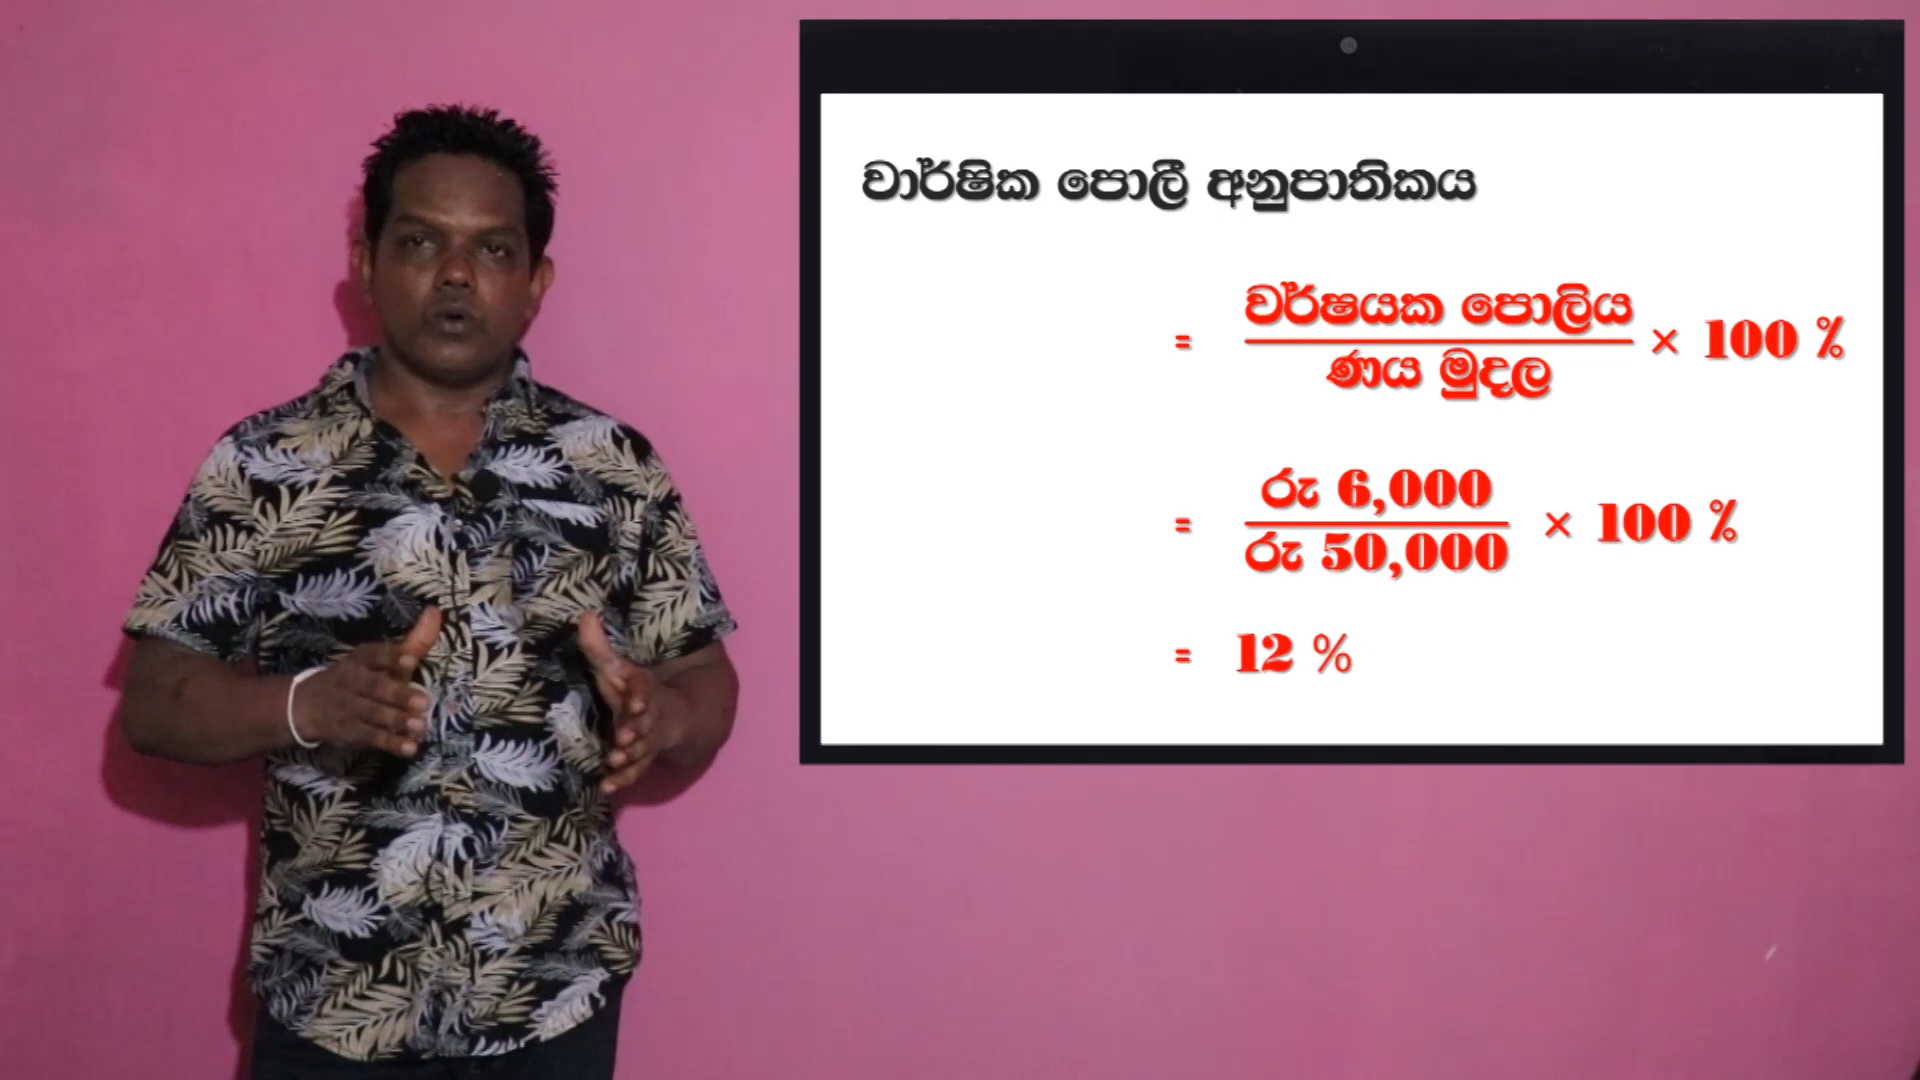 වාර්ෂික පොලී අනුපාතිකය
= වර්ෂයක පොලිය / ණය මුදල × 100 %
= රු 6,000 / රු 50,000 × 100 %
= 12 %